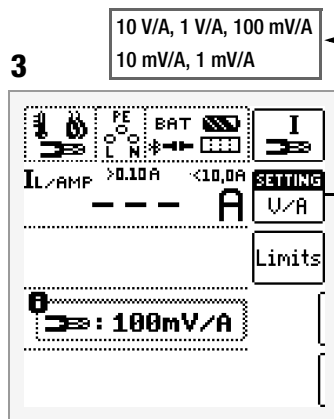 10 V/A, 1 V/A, 100 mV/A
10 mV/A, 1 mV/A
3
PE
L N
BAT
I
IL/AMP >0.10A <10,0A
--- A
SETTING
V/A
Limits
: 100mV/A